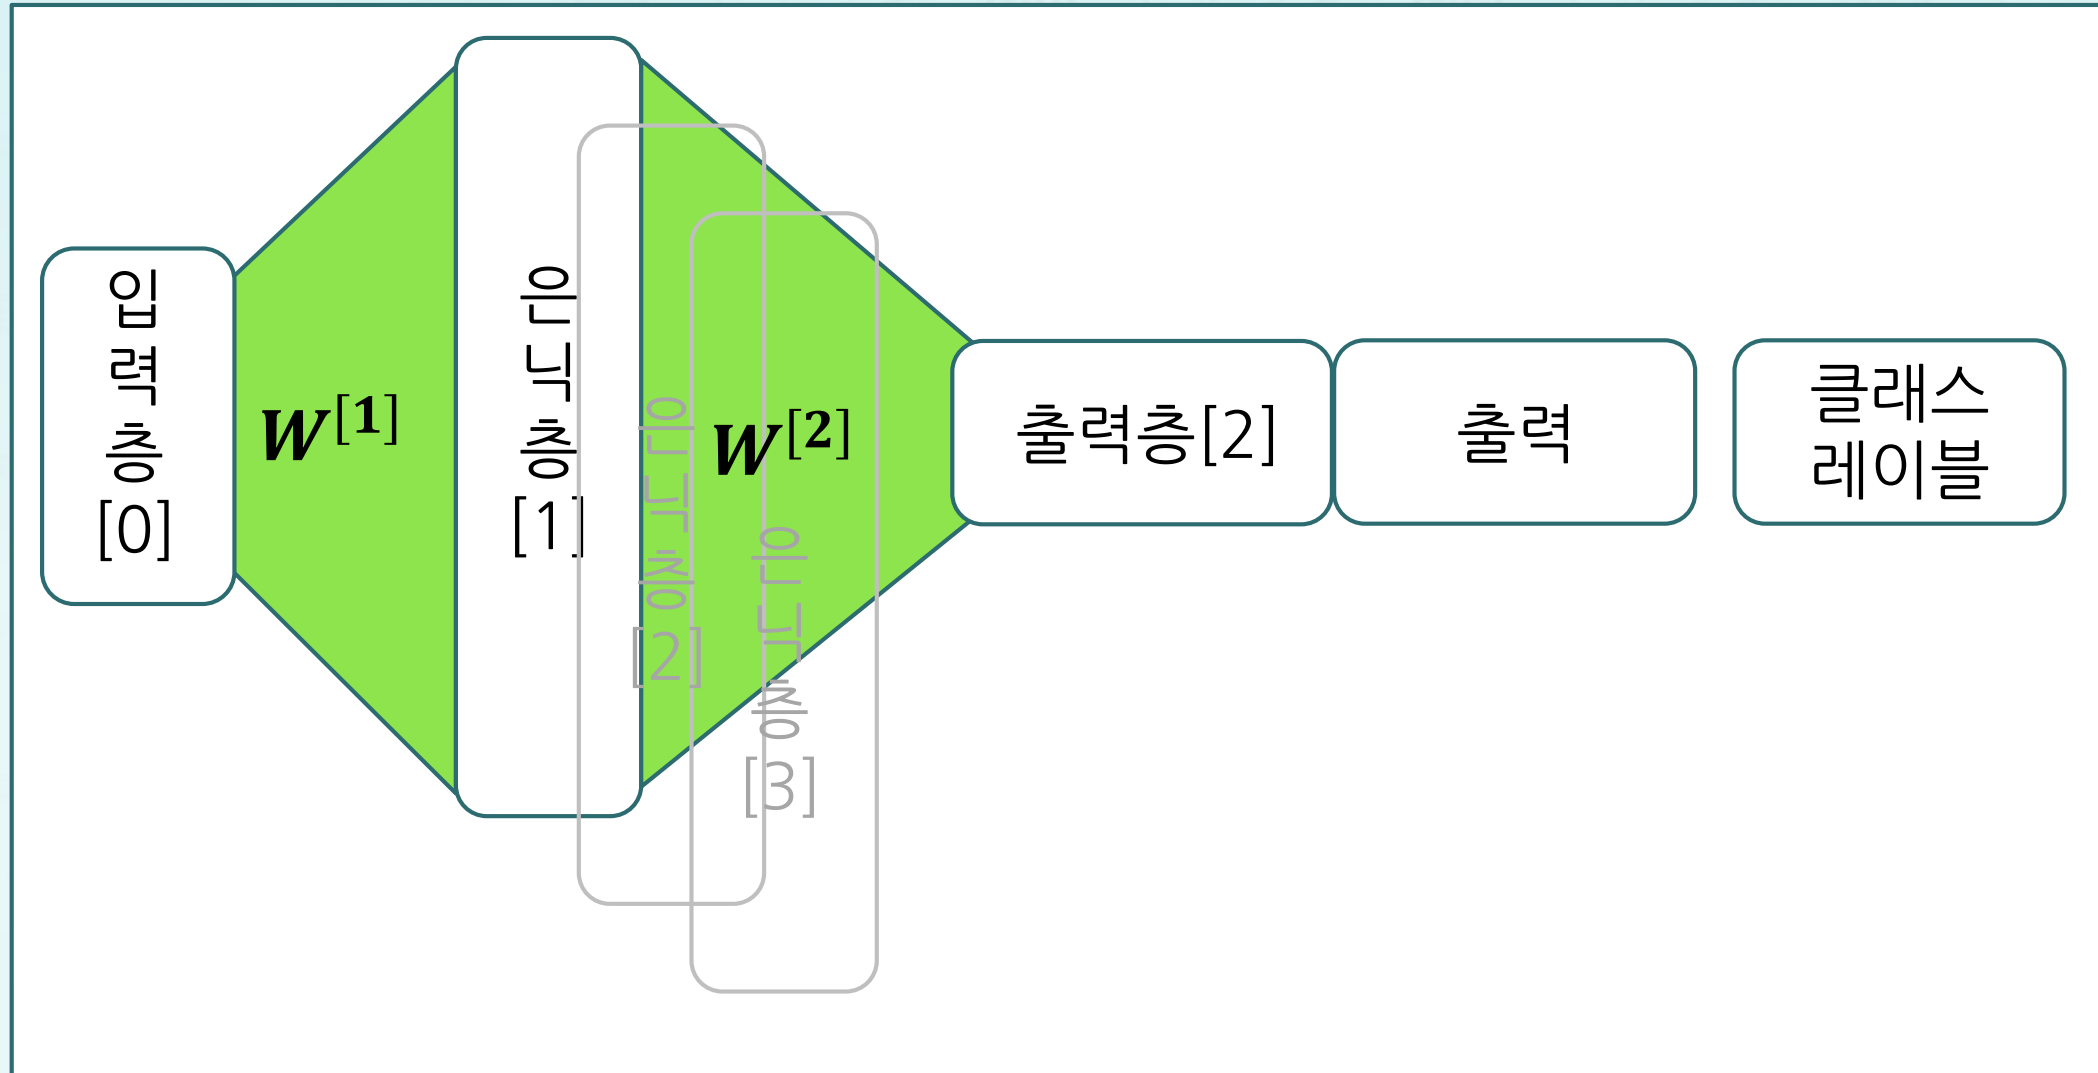 입
력
층
[0]
W[1]
은
닉
층
[1]
은
닉
층
[2]
W[2]
은
닉
층
[3]
출력층[2]
출력
클래스
레이블